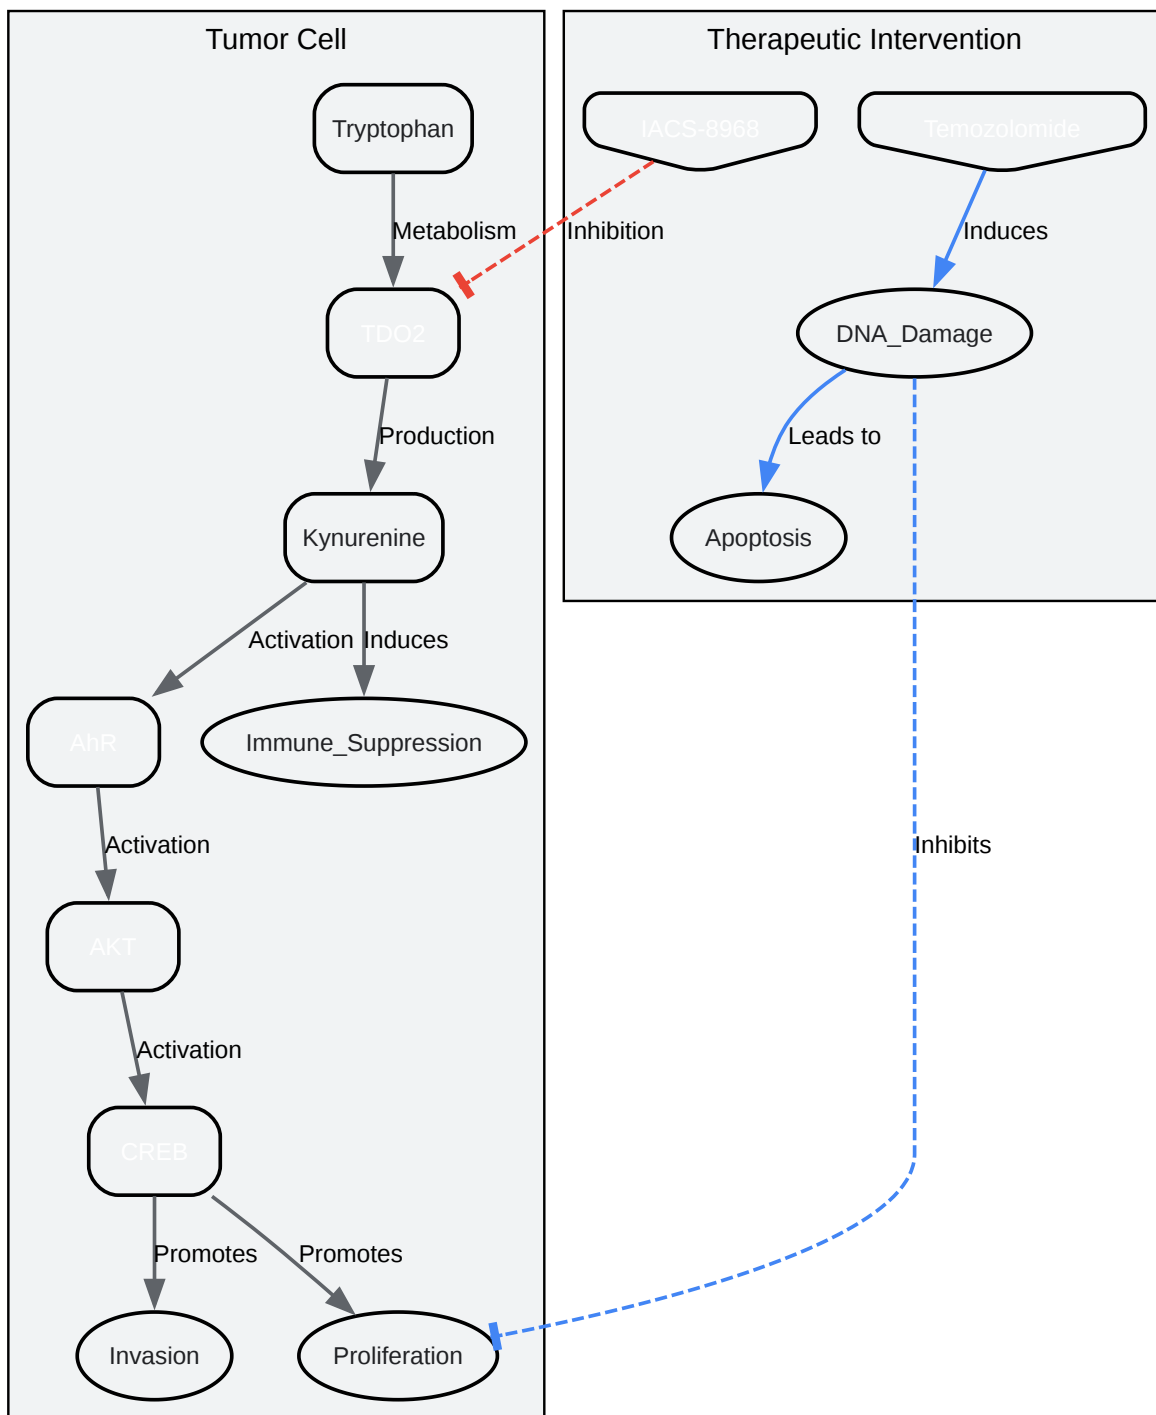 Tumor Cell
Therapeutic Intervention
Tryptophan
IACS-8968
Temozolomide
Metabolism
Inhibition
Induces
TDO2
DNA_Damage
Production
Leads to
Kynurenine
Apoptosis
Activation
Induces
AhR
Immune_Suppression
Activation
Inhibits
AKT
Activation
CREB
Promotes
Promotes
Invasion
Proliferation